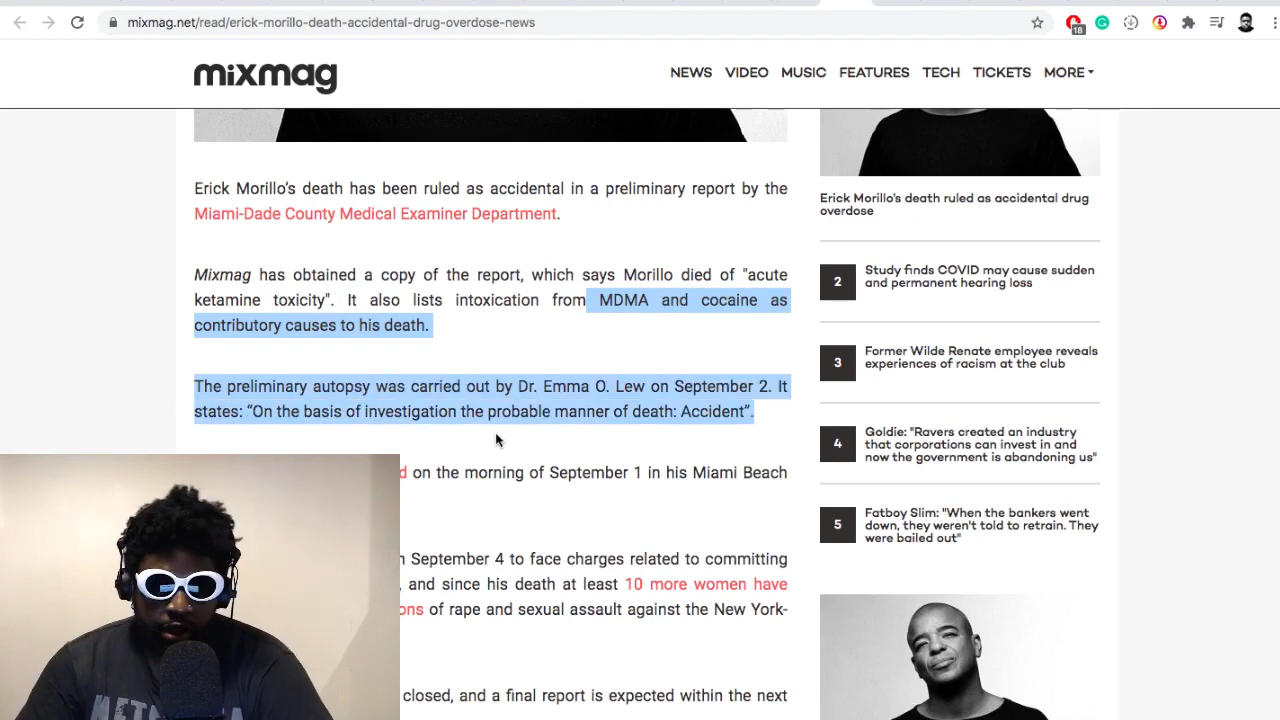 mixmag.net/read/erick-morillo-death-accidental-drug-overdose-news
18
mixmag
NEWS VIDEO MUSIC FEATURES TECH TICKETS MORE
Erick Morillo's death has been ruled as accidental in a preliminary report by the
Miami-Dade County Medical Examiner Department.
Mixmag has obtained a copy of the report, which says Morillo died of "acute
ketamine toxicity". It also lists intoxication from MDMA and cocaine as
contributory causes to his death.
The preliminary autopsy was carried out by Dr. Emma O. Lew on September 2. It
states: “On the basis of investigation the probable manner of death: Accident”.
d on the morning of September 1 in his Miami Beach
September 4 to face charges related to committing
, and since his death at least 10 more women have
ons of rape and sexual assault against the New York-
closed, and a final report is expected within the next
Erick Morillo's death ruled as accidental drug
overdose
2 Study finds COVID may cause sudden
and permanent hearing loss
3 Former Wilde Renate employee reveals
experiences of racism at the club
4 Goldie: "Ravers created an industry
that corporations can invest in and
now the government is abandoning us"
5 Fatboy Slim: "When the bankers went
down, they weren't told to retrain. They
were bailed out"